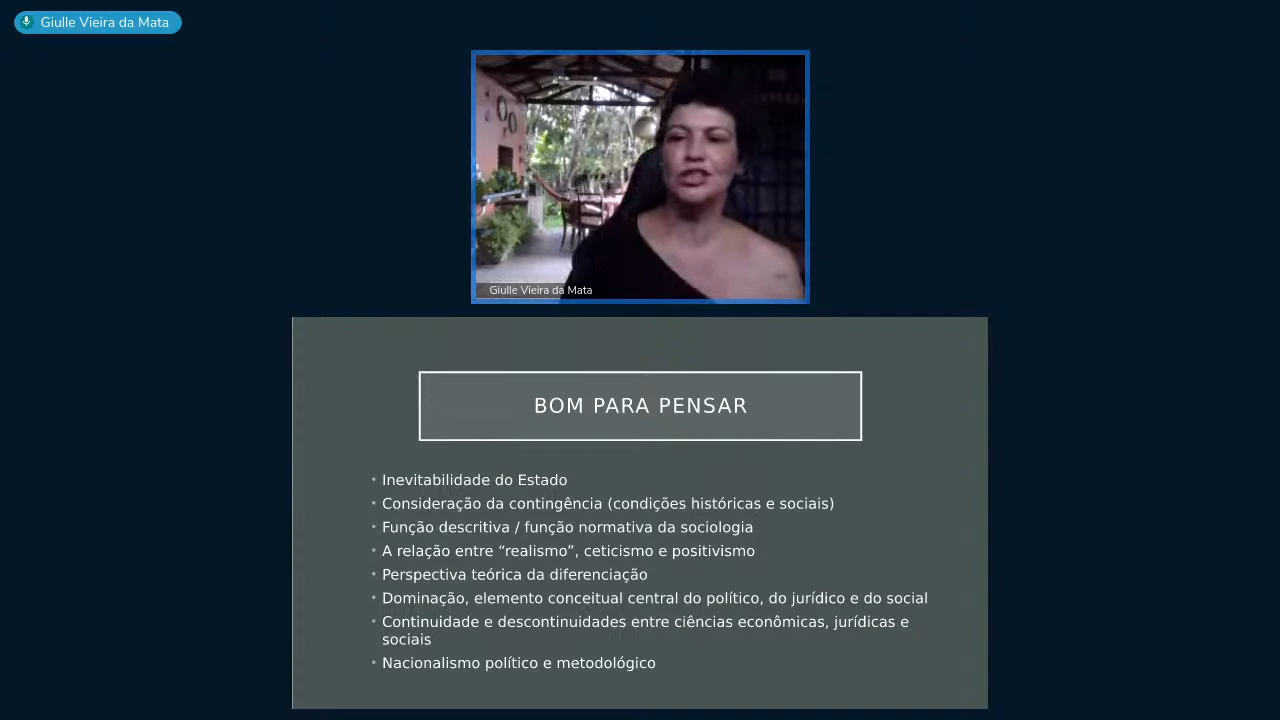 Giulle Vieira da Mata
Giulle Vieira da Mata
BOM PARA PENSAR
• Inevitabilidade do Estado
• Consideração da contingência (condições históricas e sociais)
• Função descritiva / função normativa da sociologia
• A relação entre “realismo”, ceticismo e positivismo
• Perspectiva teórica da diferenciação
• Dominação, elemento conceitual central do político, do jurídico e do social
• Continuidade e descontinuidades entre ciências econômicas, jurídicas e
sociais
• Nacionalismo político e metodológico